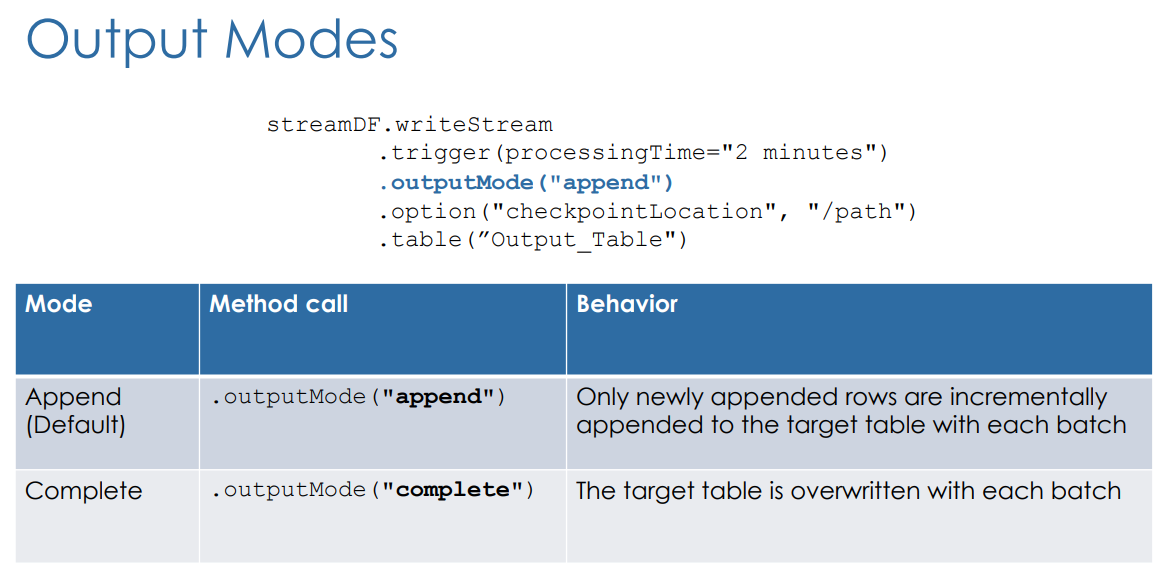 Output Modes
streamDF.writeStream
.trigger(processingTime="2 minutes")
.outputMode("append")
.option("checkpointLocation", "/path")
.table(”Output_Table")
Mode
Method call
Behavior
Append
(Default)
.outputMode("append")
Only newly appended rows are incrementally
appended to the target table with each batch
Complete
.outputMode("complete")
The target table is overwritten with each batch